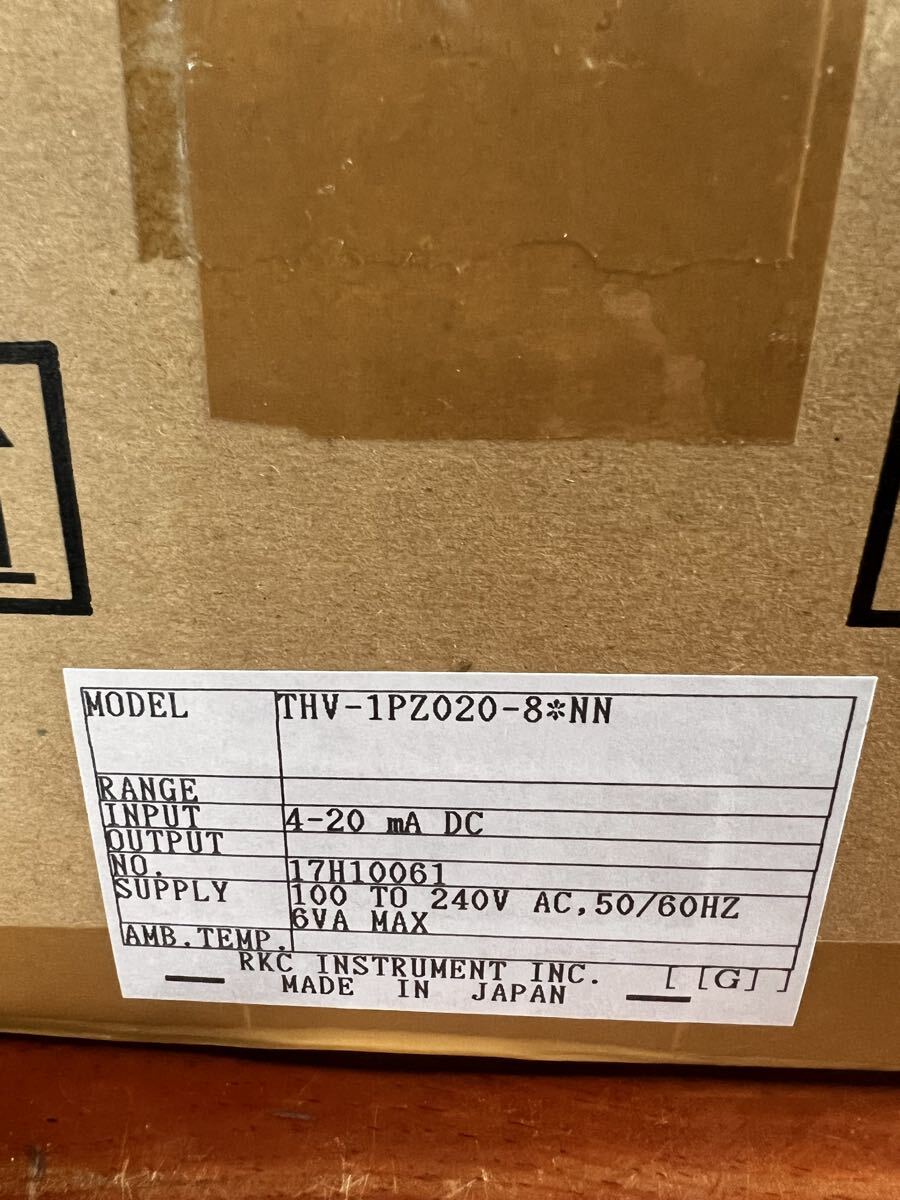 MODEL THV-1PZ020-8*NN
RANGE
INPUT 4-20 mA DC
OUTPUT
NO. 17H10061
SUPPLY 100 TO 240V AC,50/60HZ
6VA MAX
AMB.TEMP.
RKC INSTRUMENT INC. [ [G] ]
MADE IN JAPAN